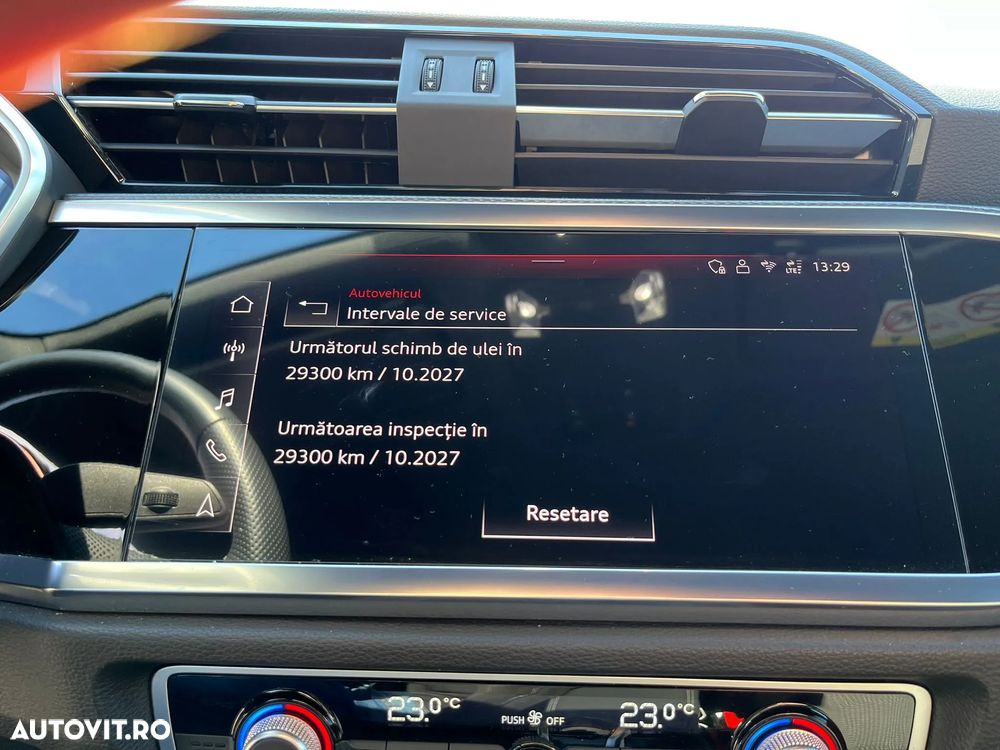 LTE 13:29
Autovehicul
Intervale de service
Următorul schimb de ulei în
29300 km / 10.2027
Următoarea inspecție în
29300 km / 10.2027
Resetare
23.0°C PUSH OFF 23.0°C
AUTOVIT.RO